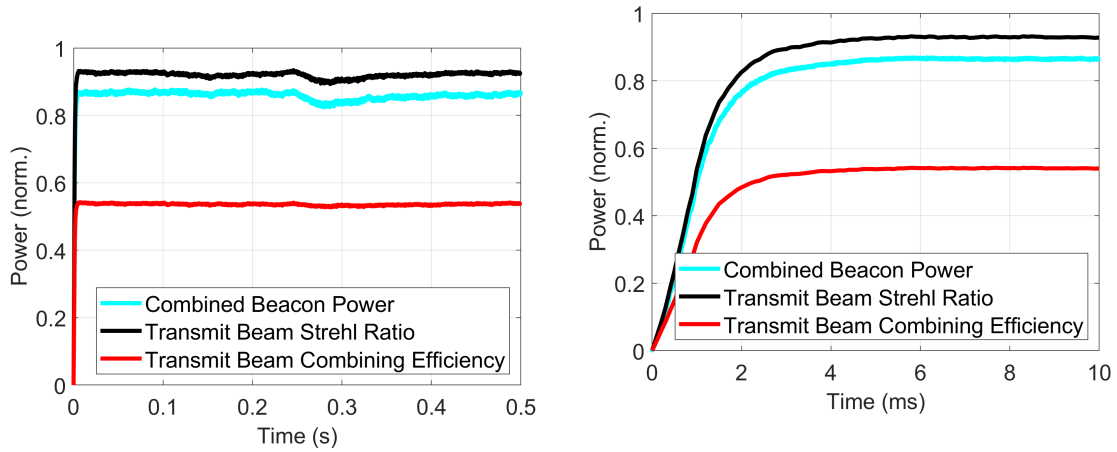 Power (norm.)
1
0.8
0.6
0.4
0.2
0
Combined Beacon Power
Transmit Beam Strehl Ratio
Transmit Beam Combining Efficiency
0 0.1 0.2 0.3 0.4 0.5
Time (s)
Power (norm.)
1
0.8
0.6
0.4
0.2
0
Combined Beacon Power
Transmit Beam Strehl Ratio
Transmit Beam Combining Efficiency
0 2 4 6 8 10
Time (ms)